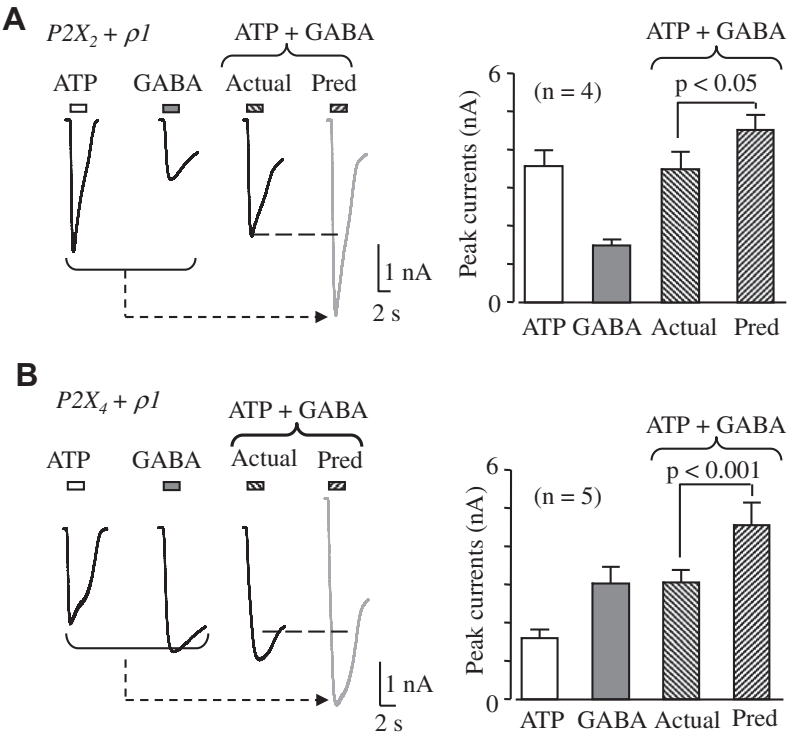 A
P2X₂ + ρ1
ATP + GABA
ATP GABA Actual Pred
1 nA
2 s
ATP + GABA
p < 0.05
(n = 4)
6
0
Peak currents (nA)
ATP GABA Actual Pred
B
P2X₄ + ρ1
ATP + GABA
ATP GABA Actual Pred
1 nA
2 s
ATP + GABA
p < 0.001
(n = 5)
6
0
Peak currents (nA)
ATP GABA Actual Pred